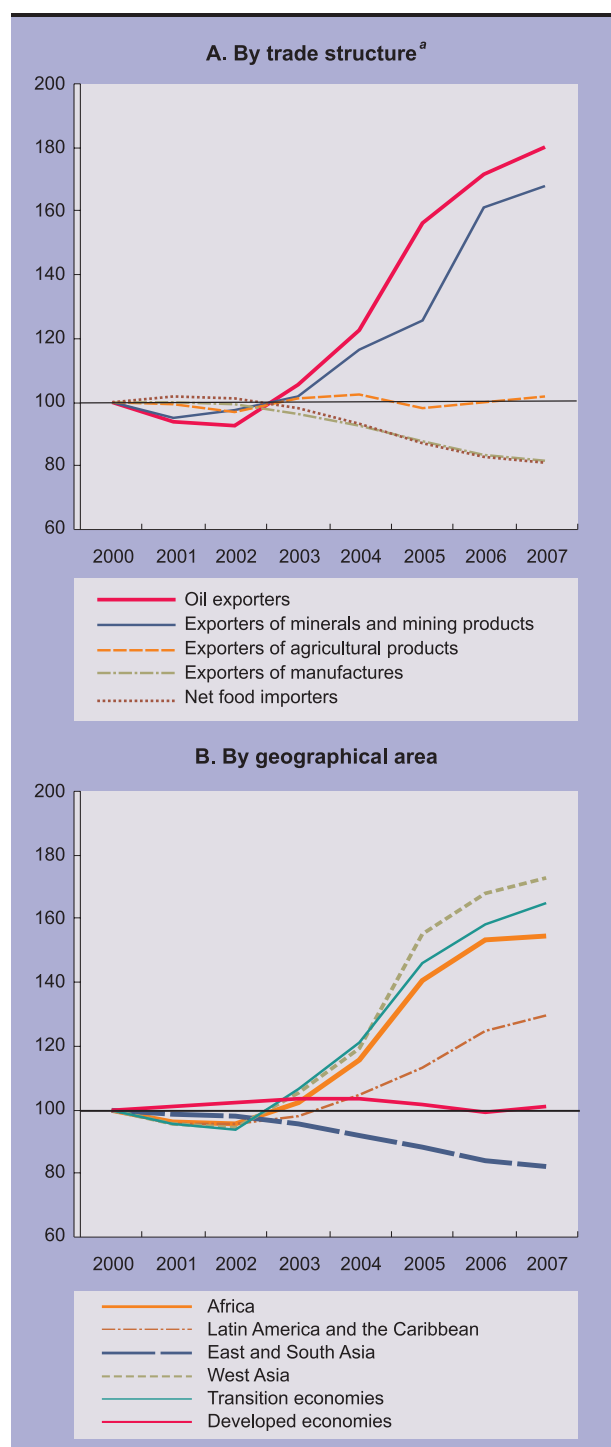 A. By trade structure a
200
180
160
140
120
100
80
60
2000 2001 2002 2003 2004 2005 2006 2007
Oil exporters
Exporters of minerals and mining products
Exporters of agricultural products
Exporters of manufactures
Net food importers
B. By geographical area
200
180
160
140
120
100
80
60
2000 2001 2002 2003 2004 2005 2006 2007
Africa
Latin America and the Caribbean
East and South Asia
West Asia
Transition economies
Developed economies